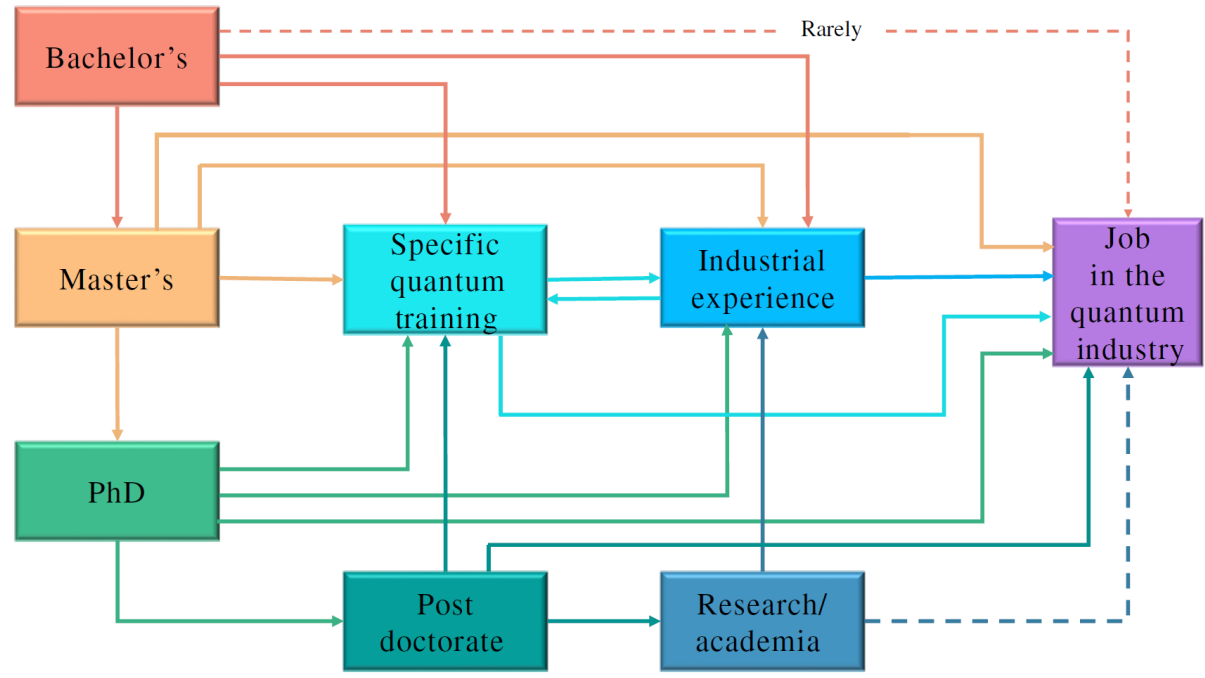 Bachelor's
Rarely
Master's
Specific
quantum
training
Industrial
experience
Job
in the
quantum
industry
PhD
Post
doctorate
Research/
academia